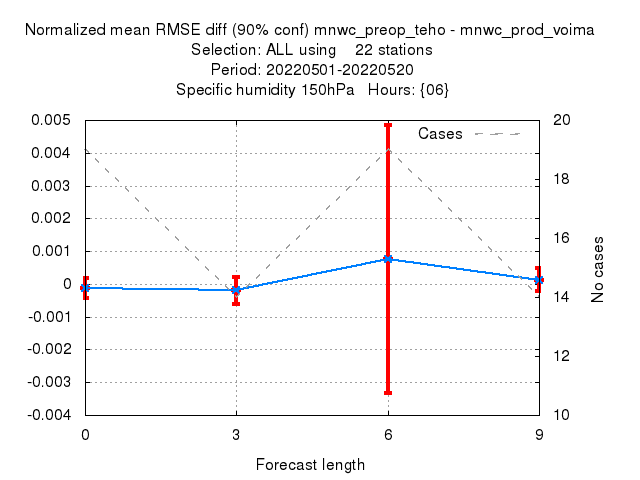 Normalized mean RMSE diff (90% conf) mnwc_preop_teho - mnwc_prod_voima
Selection: ALL using    22 stations
Period: 20220501-20220520
Specific humidity 150hPa   Hours: {06}
Cases
0.005
0.004
0.003
0.002
0.001
0
-0.001
-0.002
-0.003
-0.004
20
18
16
14
12
10
No cases
0 3 6 9
Forecast length